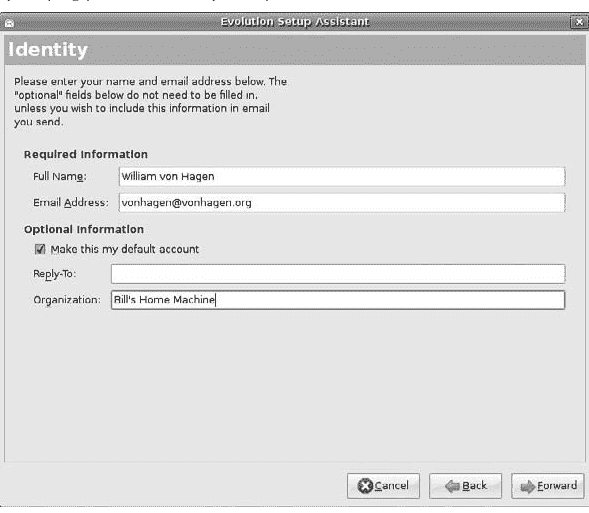 Evolution Setup Assistant
Identity
Please enter your name and email address below. The
"optional" fields below do not need to be filled in,
unless you wish to include this information in email
you send.
Required Information
Full Name: William von Hagen
Email Address: vonhagen@vonhagen.org
Optional Information
Make this my default account
Reply-To:
Organization: Bill's Home Machine
Cancel Back Forward